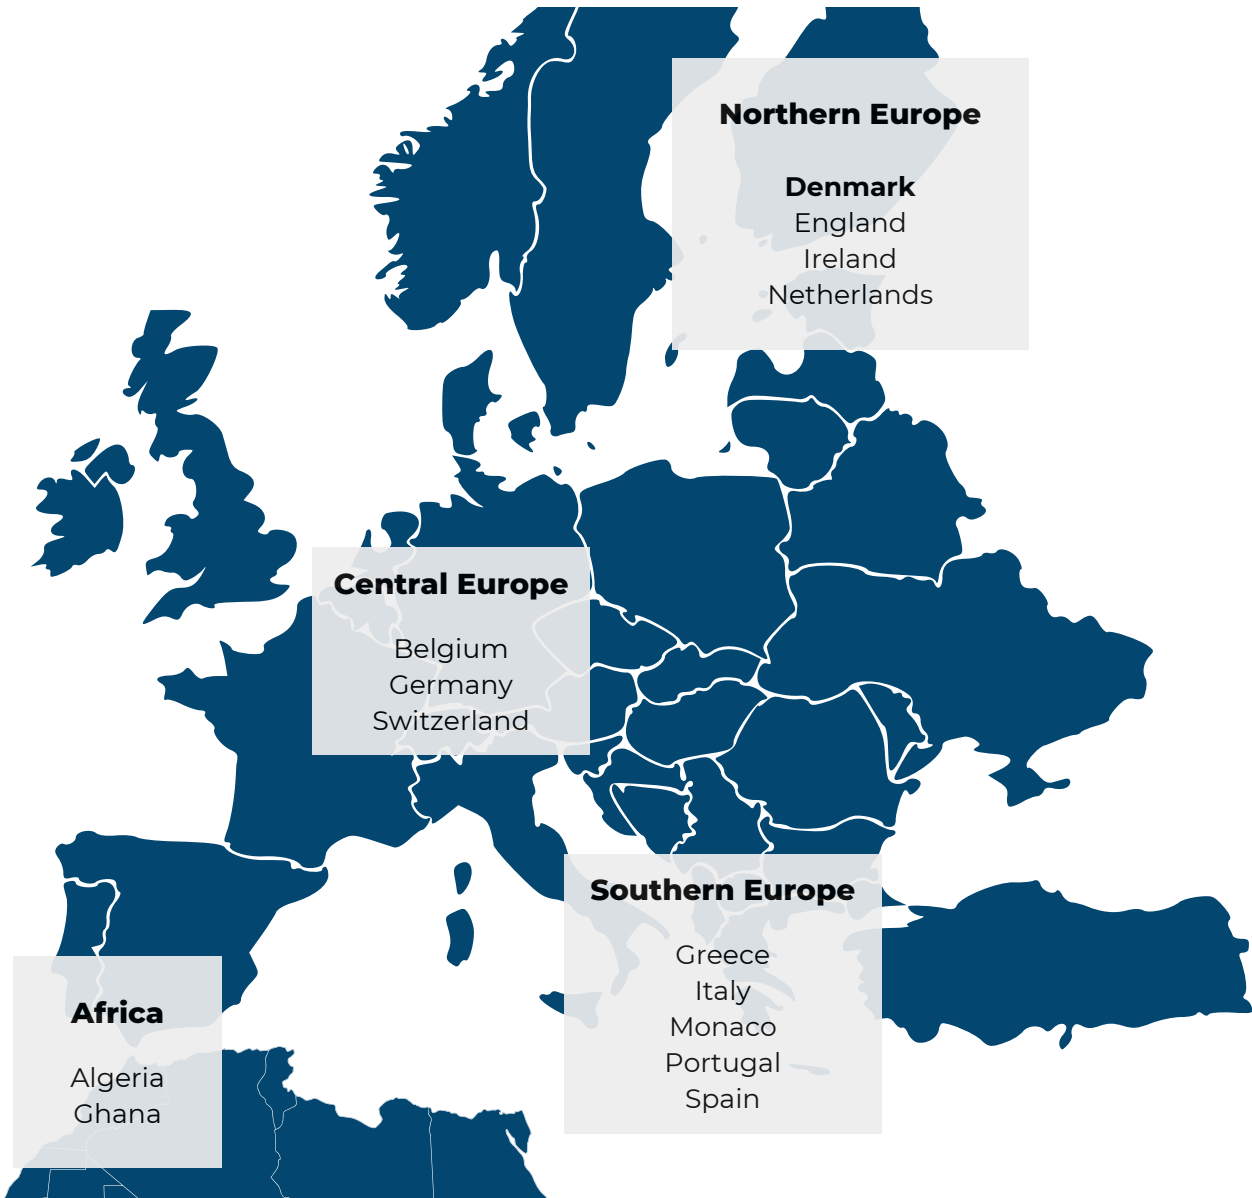 Northern Europe
Denmark
England
Ireland
Netherlands
Central Europe
Belgium
Germany
Switzerland
Southern Europe
Greece
Italy
Monaco
Portugal
Spain
Africa
Algeria
Ghana